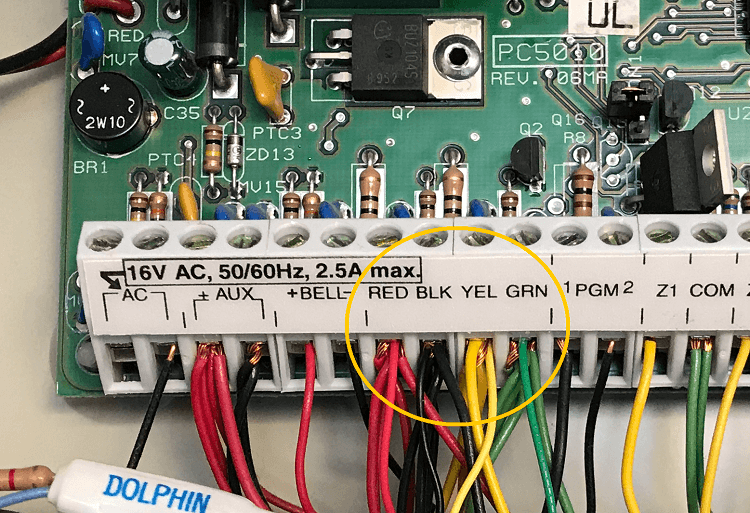 UL
RED
PC5010
MV7
REV. 06MA
+
2W10
C35
Q7
Q16
R8
Q2
BR1
PTC4
PTC3
ZD13
MV15
16V AC, 50/60Hz, 2.5A max.
AC
± AUX
+BELL-
RED BLK YEL GRN
1 PGM 2
Z1 COM
DOLPHIN